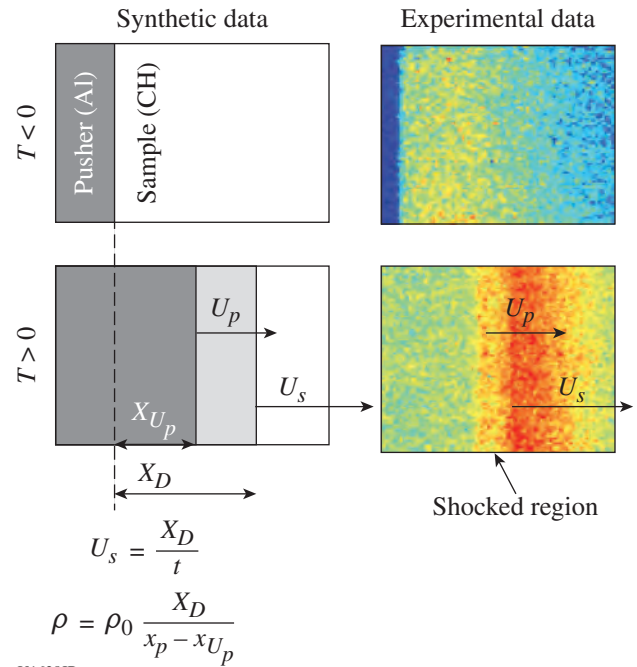 Synthetic data
Experimental data
T < 0
Pusher (Al)
Sample (CH)
T > 0
U_p
U_s
X_{U_p}
X_D
U_p
U_s
Shocked region
U_s = X_D / t
ρ = ρ_0 X_D / (x_p – x_{U_p})